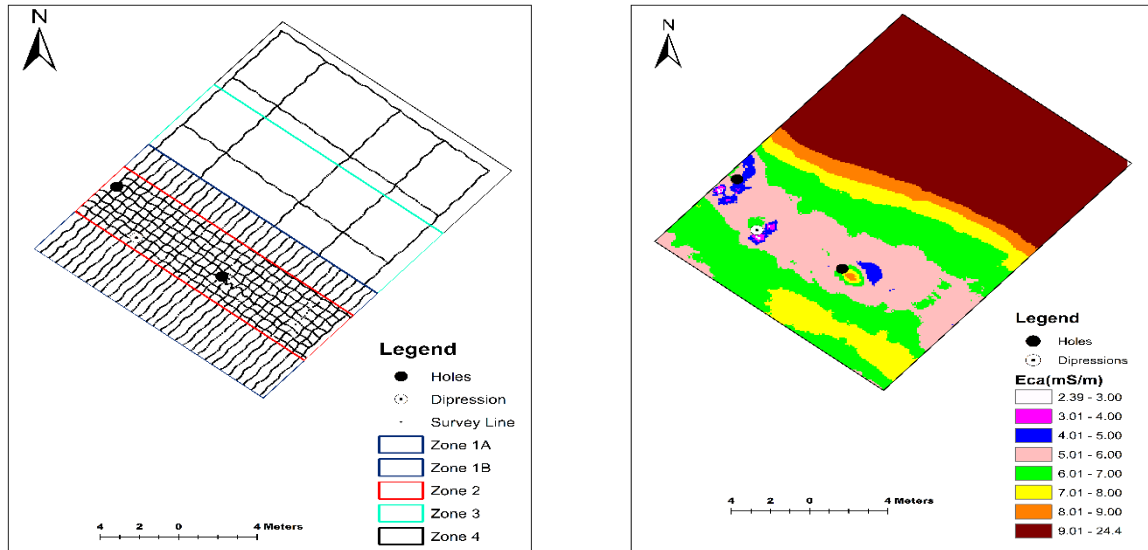 N
Legend
Holes
Dipression
Survey Line
Zone 1A
Zone 1B
Zone 2
Zone 3
Zone 4
4 2 0 4 Meters
N
Legend
Holes
Dipressions
Eca(mS/m)
2.39 - 3.00
3.01 - 4.00
4.01 - 5.00
5.01 - 6.00
6.01 - 7.00
7.01 - 8.00
8.01 - 9.00
9.01 - 24.4
4 2 0 4 Meters